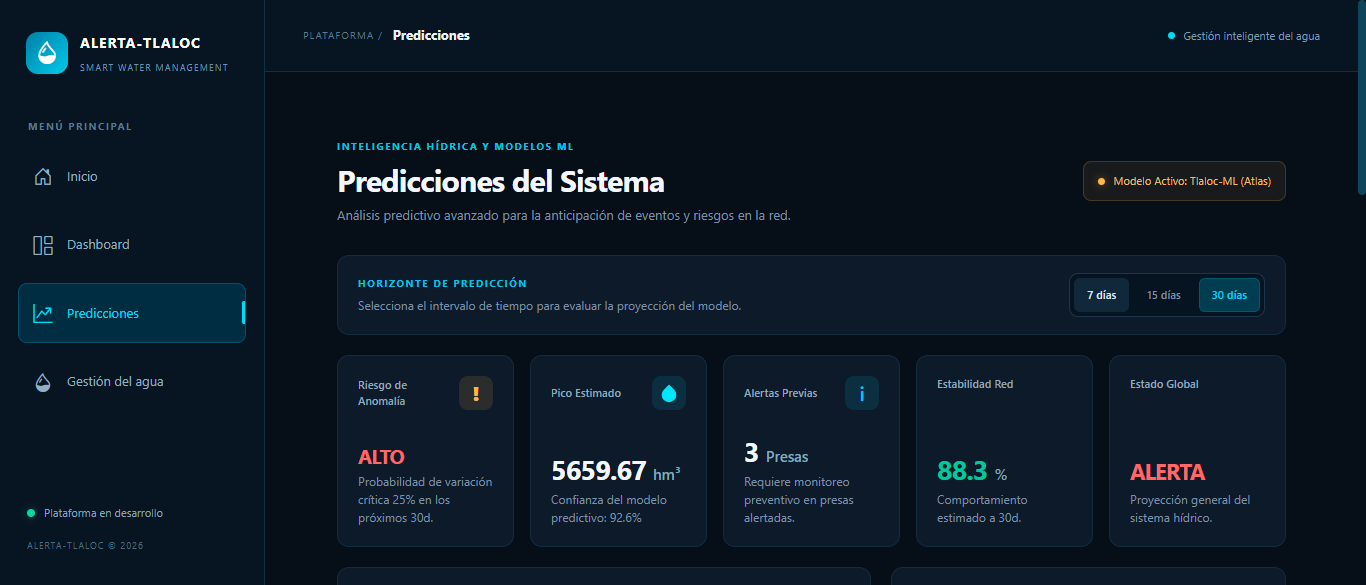 ALERTA-TLALOC
SMART WATER MANAGEMENT
MENÚ PRINCIPAL
Inicio
Dashboard
Predicciones
Gestión del agua
Plataforma en desarrollo
ALERTA-TLALOC © 2026
PLATAFORMA / Predicciones
Gestión inteligente del agua
INTELIGENCIA HÍDRICA Y MODELOS ML
Predicciones del Sistema
Análisis predictivo avanzado para la anticipación de eventos y riesgos en la red.
Modelo Activo: Tlaloc-ML (Atlas)
HORIZONTE DE PREDICCIÓN
Selecciona el intervalo de tiempo para evaluar la proyección del modelo.
7 días 15 días 30 días
Riesgo de
Anomalía
!
ALTO
Probabilidad de variación
crítica 25% en los
próximos 30d.
Pico Estimado
5659.67 hm³
Confianza del modelo
predictivo: 92.6%
Alertas Previas
i
3 Presas
Requiere monitoreo
preventivo en presas
alertadas.
Estabilidad Red
88.3 %
Comportamiento
estimado a 30d.
Estado Global
ALERTA
Proyección general del
sistema hídrico.